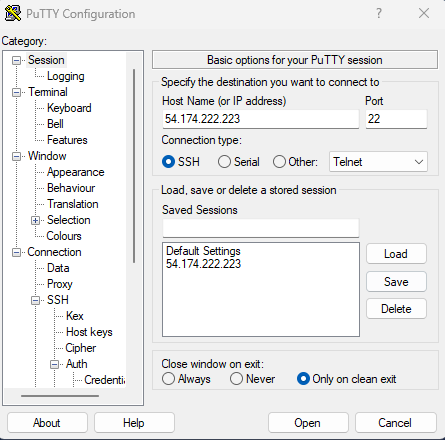 PuTTY Configuration
? X
Category:
Session
Logging
Terminal
Keyboard
Bell
Features
Window
Appearance
Behaviour
Translation
Selection
Colours
Connection
Data
Proxy
SSH
Kex
Host keys
Cipher
Auth
Credentia
Basic options for your PuTTY session
Specify the destination you want to connect to
Host Name (or IP address) Port
54.174.222.223 22
Connection type:
SSH Serial Other: Telnet
Load, save or delete a stored session
Saved Sessions
Default Settings
54.174.222.223
Load
Save
Delete
Close window on exit:
Always Never Only on clean exit
About Help Open Cancel